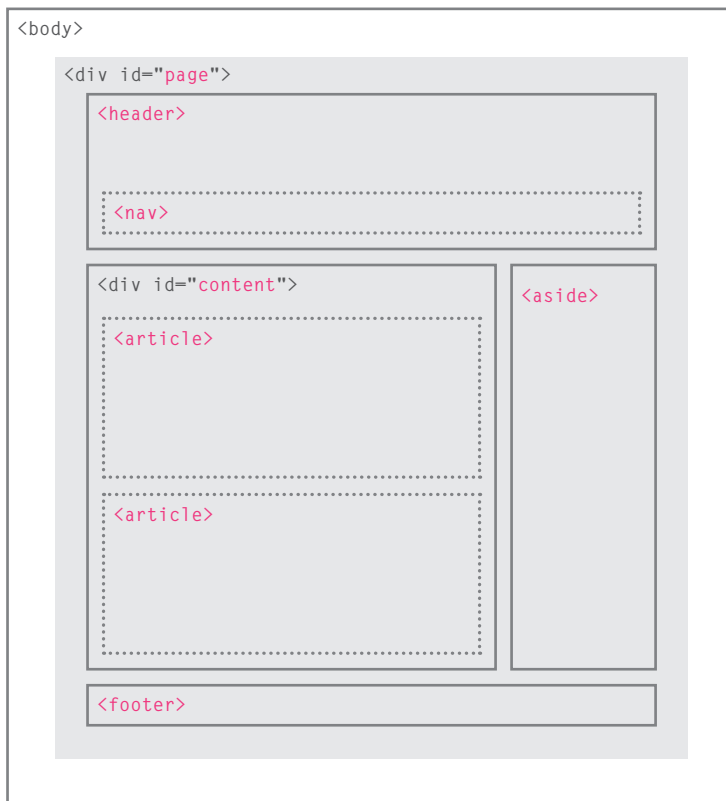 <body>
<div id="page">
<header>
<nav>
<div id="content">
<aside>
<article>
<article>
<footer>